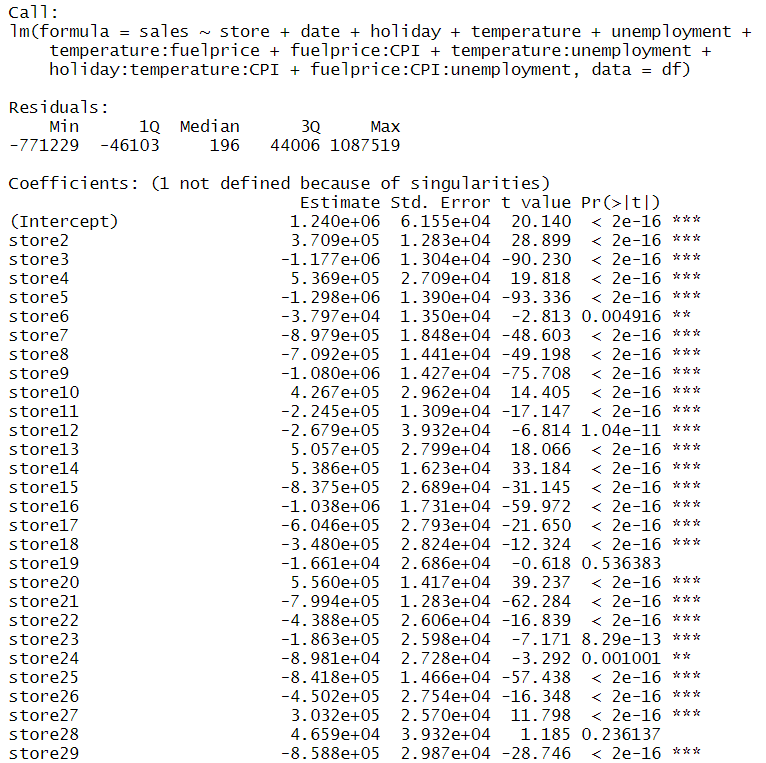 Call:
lm(formula = sales ~ store + date + holiday + temperature + unemployment +
    temperature:fuelprice + fuelprice:CPI + temperature:unemployment +
    holiday:temperature:CPI + fuelprice:CPI:unemployment, data = df)

Residuals:
    Min      1Q  Median      3Q     Max
-771229  -46103     196   44006 1087519

Coefficients: (1 not defined because of singularities)
                           Estimate Std. Error t value Pr(>|t|)
(Intercept)               1.240e+06  6.155e+04  20.140  < 2e-16 ***
store2                    3.709e+05  1.283e+04  28.899  < 2e-16 ***
store3                   -1.177e+06  1.304e+04 -90.230  < 2e-16 ***
store4                    5.369e+05  2.709e+04  19.818  < 2e-16 ***
store5                   -1.298e+06  1.390e+04 -93.336  < 2e-16 ***
store6                   -3.797e+04  1.350e+04  -2.813 0.004916 **
store7                   -8.979e+05  1.848e+04 -48.603  < 2e-16 ***
store8                   -7.092e+05  1.441e+04 -49.198  < 2e-16 ***
store9                   -1.080e+06  1.427e+04 -75.708  < 2e-16 ***
store10                   4.267e+05  2.962e+04  14.405  < 2e-16 ***
store11                  -2.245e+05  1.309e+04 -17.147  < 2e-16 ***
store12                  -2.679e+05  3.932e+04  -6.814 1.04e-11 ***
store13                   5.057e+05  2.799e+04  18.066  < 2e-16 ***
store14                   5.386e+05  1.623e+04  33.184  < 2e-16 ***
store15                  -8.375e+05  2.689e+04 -31.145  < 2e-16 ***
store16                  -1.038e+06  1.731e+04 -59.972  < 2e-16 ***
store17                  -6.046e+05  2.793e+04 -21.650  < 2e-16 ***
store18                  -3.480e+05  2.824e+04 -12.324  < 2e-16 ***
store19                  -1.661e+04  2.686e+04  -0.618 0.536383
store20                   5.560e+05  1.417e+04  39.237  < 2e-16 ***
store21                  -7.994e+05  1.283e+04 -62.284  < 2e-16 ***
store22                  -4.388e+05  2.606e+04 -16.839  < 2e-16 ***
store23                  -1.863e+05  2.598e+04  -7.171 8.29e-13 ***
store24                  -8.981e+04  2.728e+04  -3.292 0.001001 **
store25                  -8.418e+05  1.466e+04 -57.438  < 2e-16 ***
store26                  -4.502e+05  2.754e+04 -16.348  < 2e-16 ***
store27                   3.032e+05  2.570e+04  11.798  < 2e-16 ***
store28                   4.659e+04  3.932e+04   1.185 0.236137
store29                  -8.588e+05  2.987e+04 -28.746  < 2e-16 ***